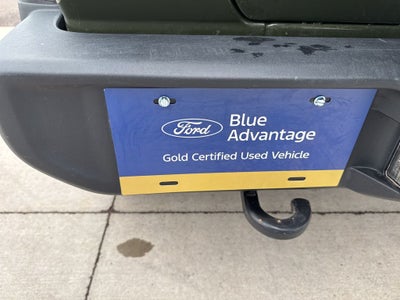 Ford
Blue
Advantage
Gold Certified Used Vehicle